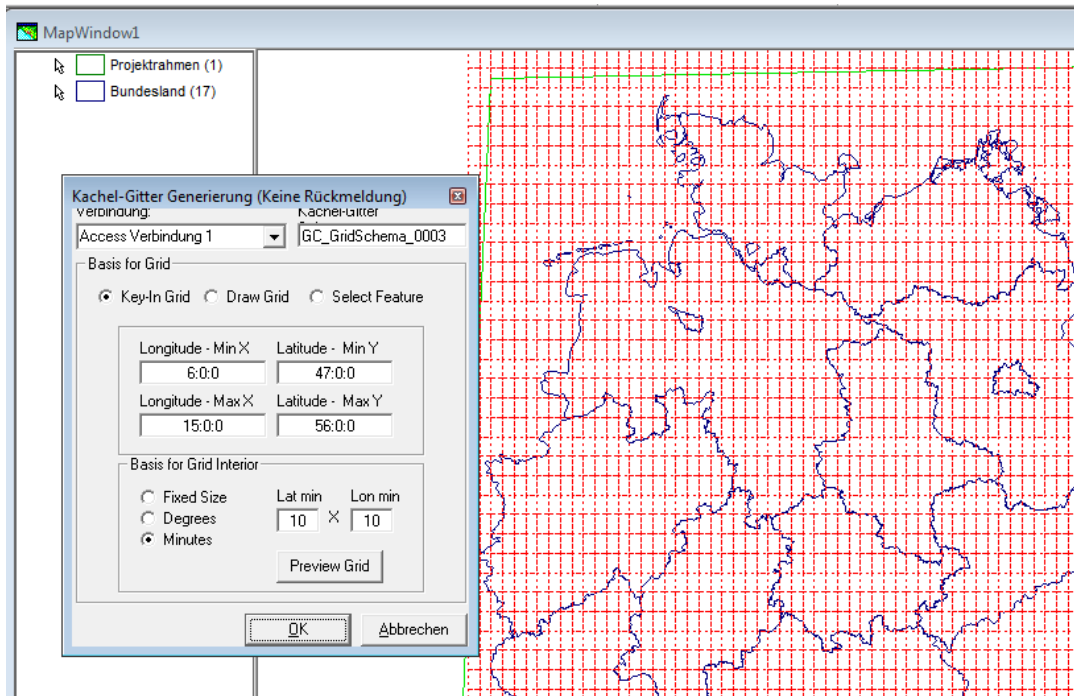 MapWindow1
Projektrahmen (1)
Bundesland (17)
Kachel-Gitter Generierung (Keine Rückmeldung)
Verbindung: Kachel-Gitter
Access Verbindung 1 GC_GridSchema_0003
Basis for Grid
Key-In Grid Draw Grid Select Feature
Longitude - Min X Latitude - Min Y
6:0:0 47:0:0
Longitude - Max X Latitude - Max Y
15:0:0 56:0:0
Basis for Grid Interior
Fixed Size Lat min Lon min
Degrees 10 X 10
Minutes
Preview Grid
OK Abbrechen